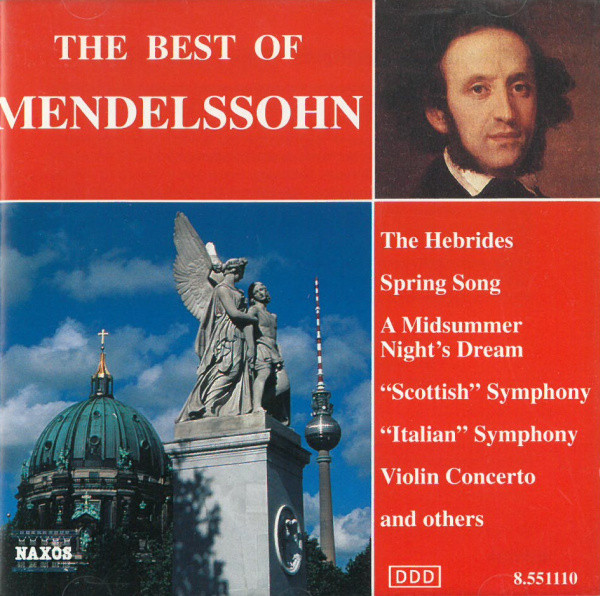 THE BEST OF
MENDELSSOHN
The Hebrides
Spring Song
A Midsummer
Night's Dream
“Scottish” Symphony
“Italian” Symphony
Violin Concerto
and others
NAXOS
DDD
8.551110